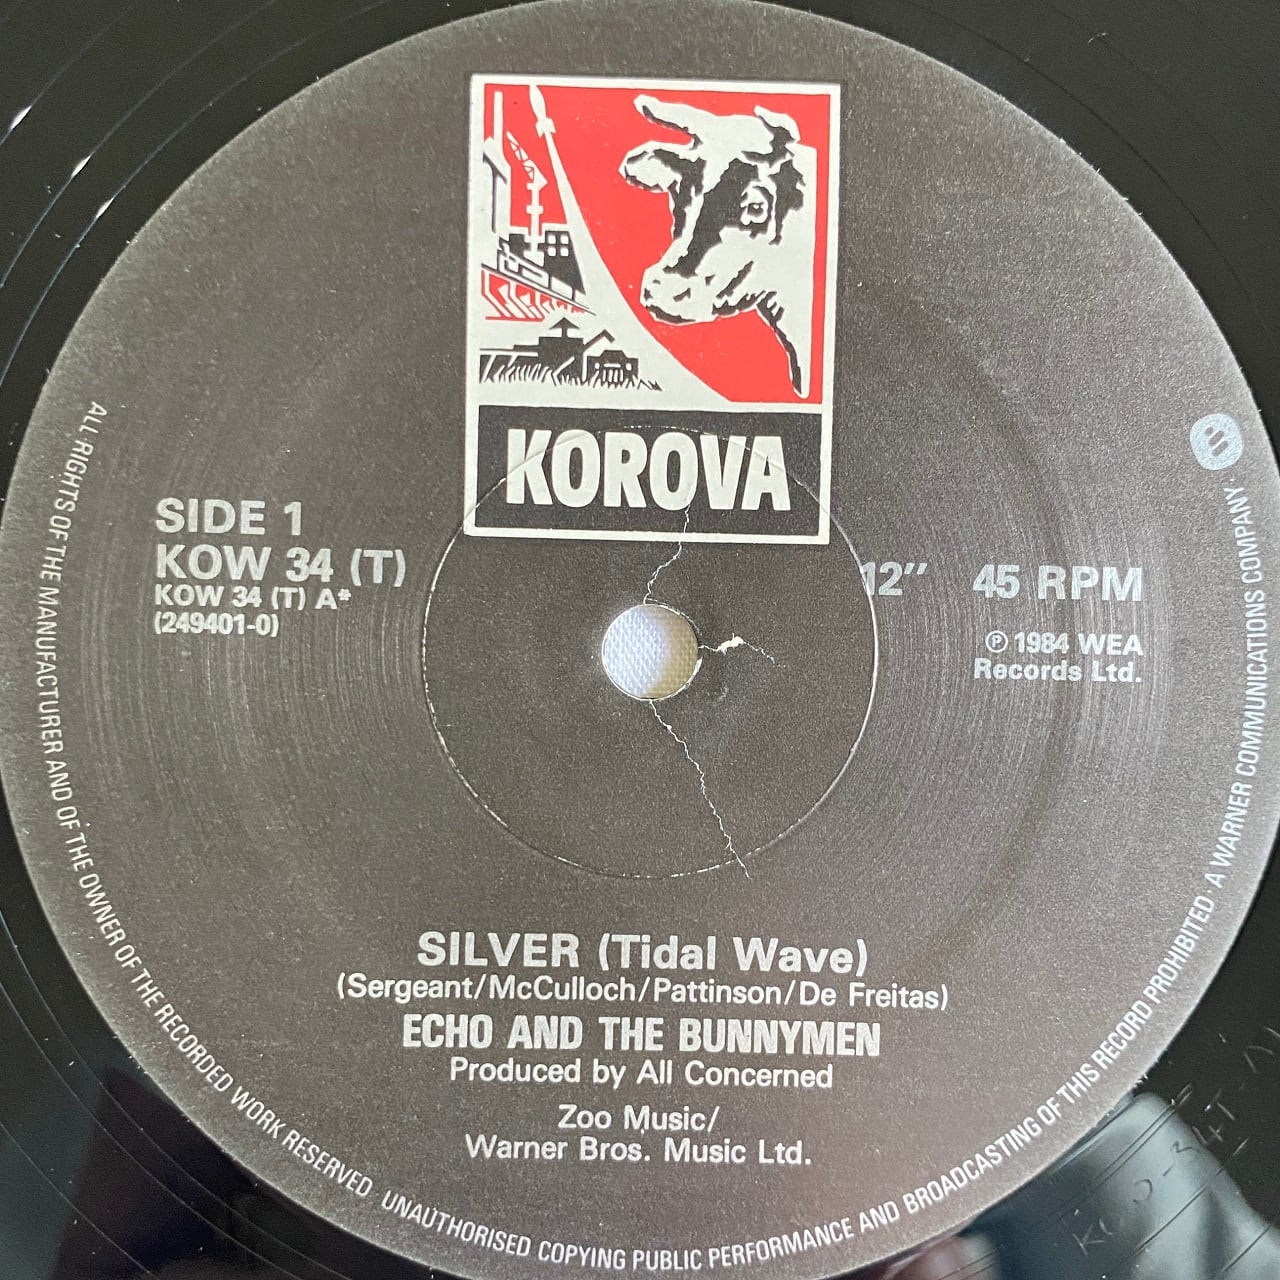 KOROVA
SIDE 1
KOW 34 (T)
KOW 34 (T) A*
(249401-0)
12" 45 RPM
℗ 1984 WEA
Records Ltd.
SILVER (Tidal Wave)
(Sergeant/McCulloch/Pattinson/De Freitas)
ECHO AND THE BUNNYMEN
Produced by All Concerned
Zoo Music/
Warner Bros. Music Ltd.
ALL RIGHTS OF THE MANUFACTURER AND OF THE OWNER OF THE RECORDED WORK RESERVED UNAUTHORISED COPYING PUBLIC PERFORMANCE AND BROADCASTING OF THIS RECORD PROHIBITED · A WARNER COMMUNICATIONS COMPANY ·